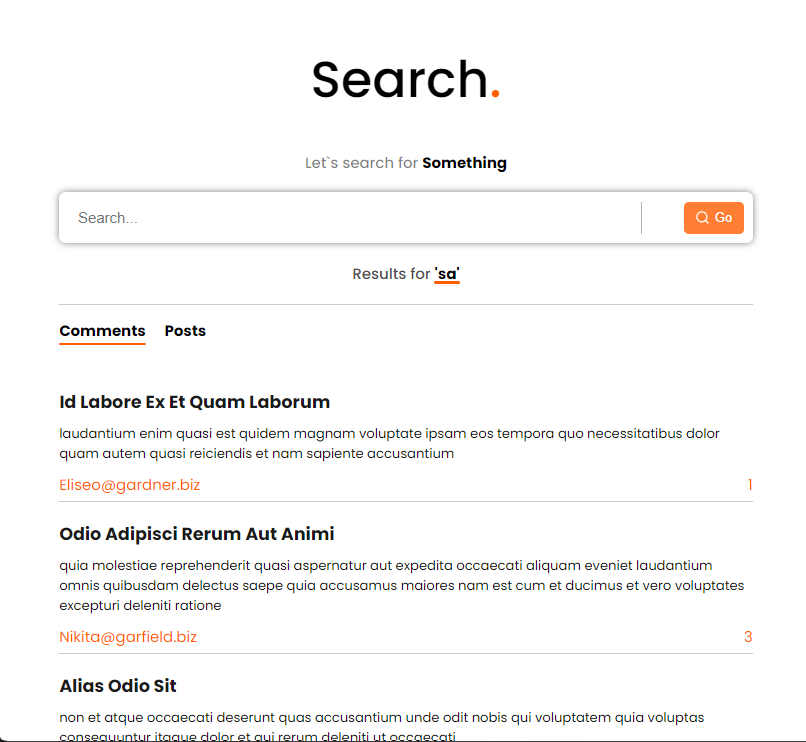 Search.
Let`s search for Something
Search...
Go
Results for 'sa'
Comments Posts
Id Labore Ex Et Quam Laborum
laudantium enim quasi est quidem magnam voluptate ipsam eos tempora quo necessitatibus dolor
quam autem quasi reiciendis et nam sapiente accusantium
Eliseo@gardner.biz 1
Odio Adipisci Rerum Aut Animi
quia molestiae reprehenderit quasi aspernatur aut expedita occaecati aliquam eveniet laudantium
omnis quibusdam delectus saepe quia accusamus maiores nam est cum et ducimus et vero voluptates
excepturi deleniti ratione
Nikita@garfield.biz 3
Alias Odio Sit
non et atque occaecati deserunt quas accusantium unde odit nobis qui voluptatem quia voluptas
consequuntur itaque dolor et qui rerum deleniti ut occaecati